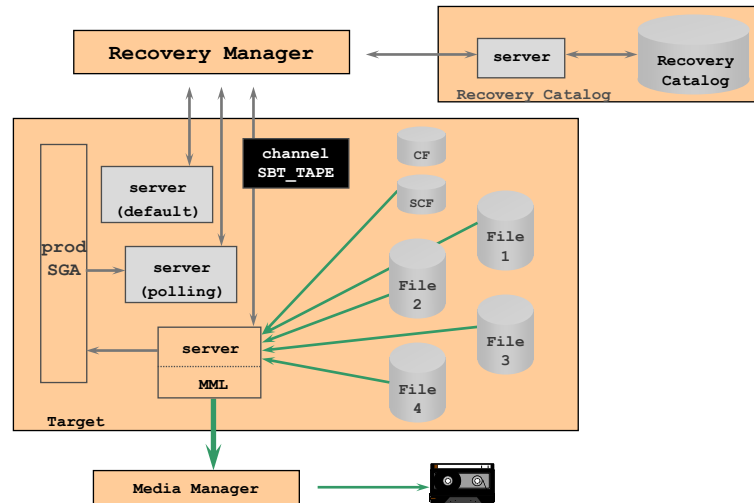 Recovery Manager
server
Recovery
Catalog
Recovery Catalog
channel
SBT_TAPE
CF
SCF
server
(default)
prod
SGA
server
(polling)
File
1
File
2
File
3
server
MML
File
4
Target
Media Manager